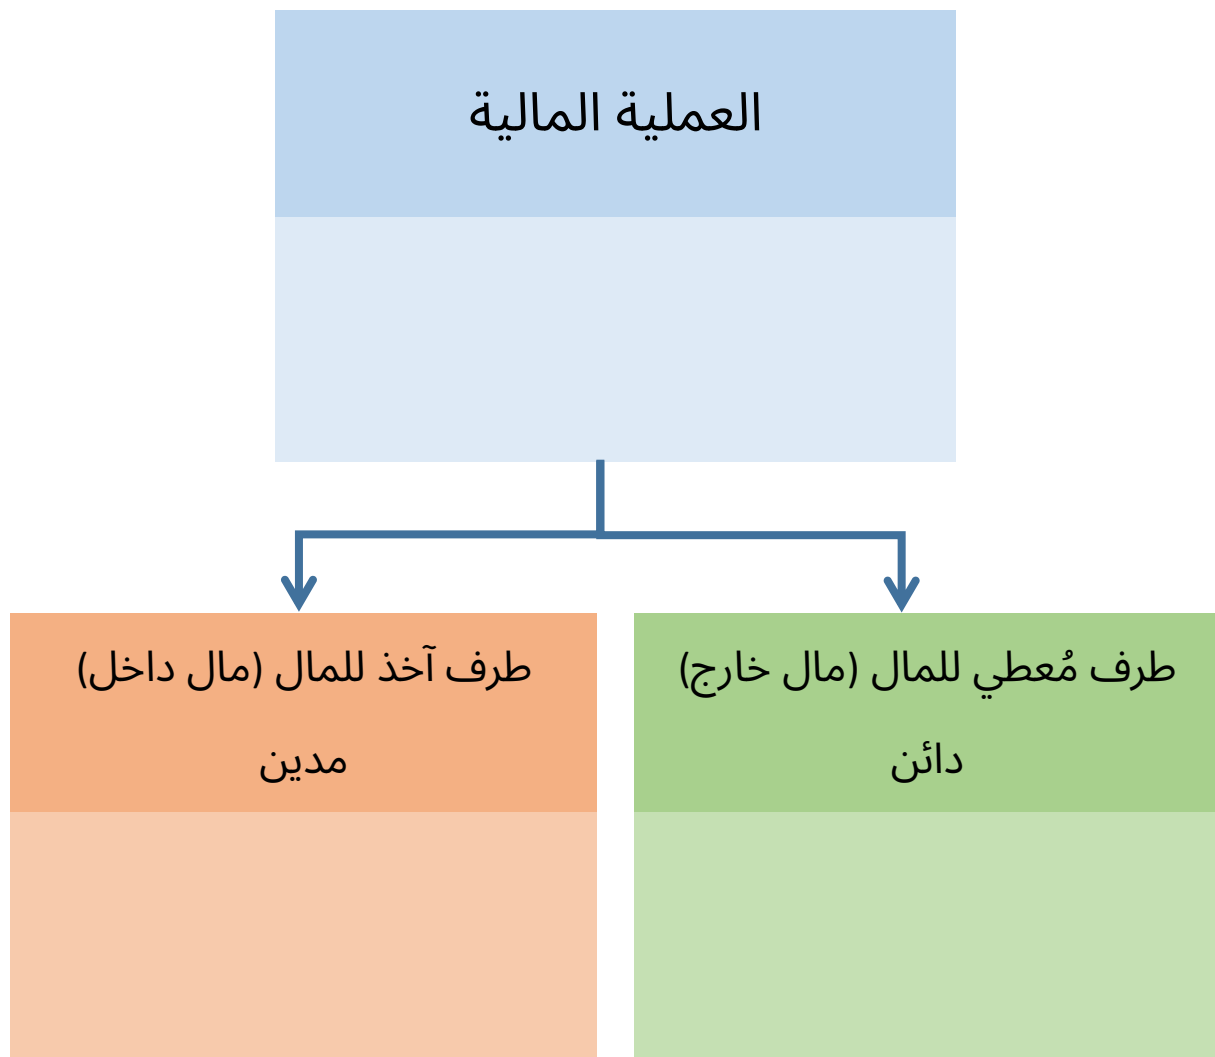 العملية المالية
طرف مُعطي للمال (مال خارج)
دائن
طرف آخذ للمال (مال داخل)
مدين